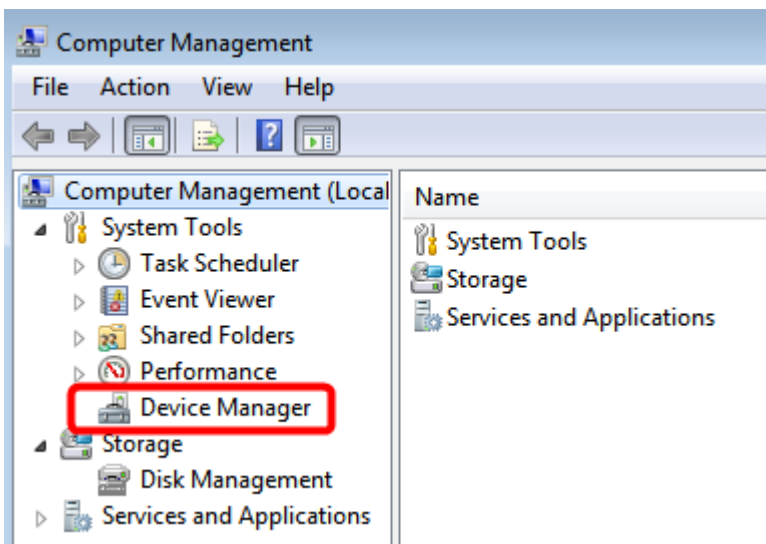 Computer Management
File Action View Help
Computer Management (Local
System Tools
Task Scheduler
Event Viewer
Shared Folders
Performance
Device Manager
Storage
Disk Management
Services and Applications
Name
System Tools
Storage
Services and Applications